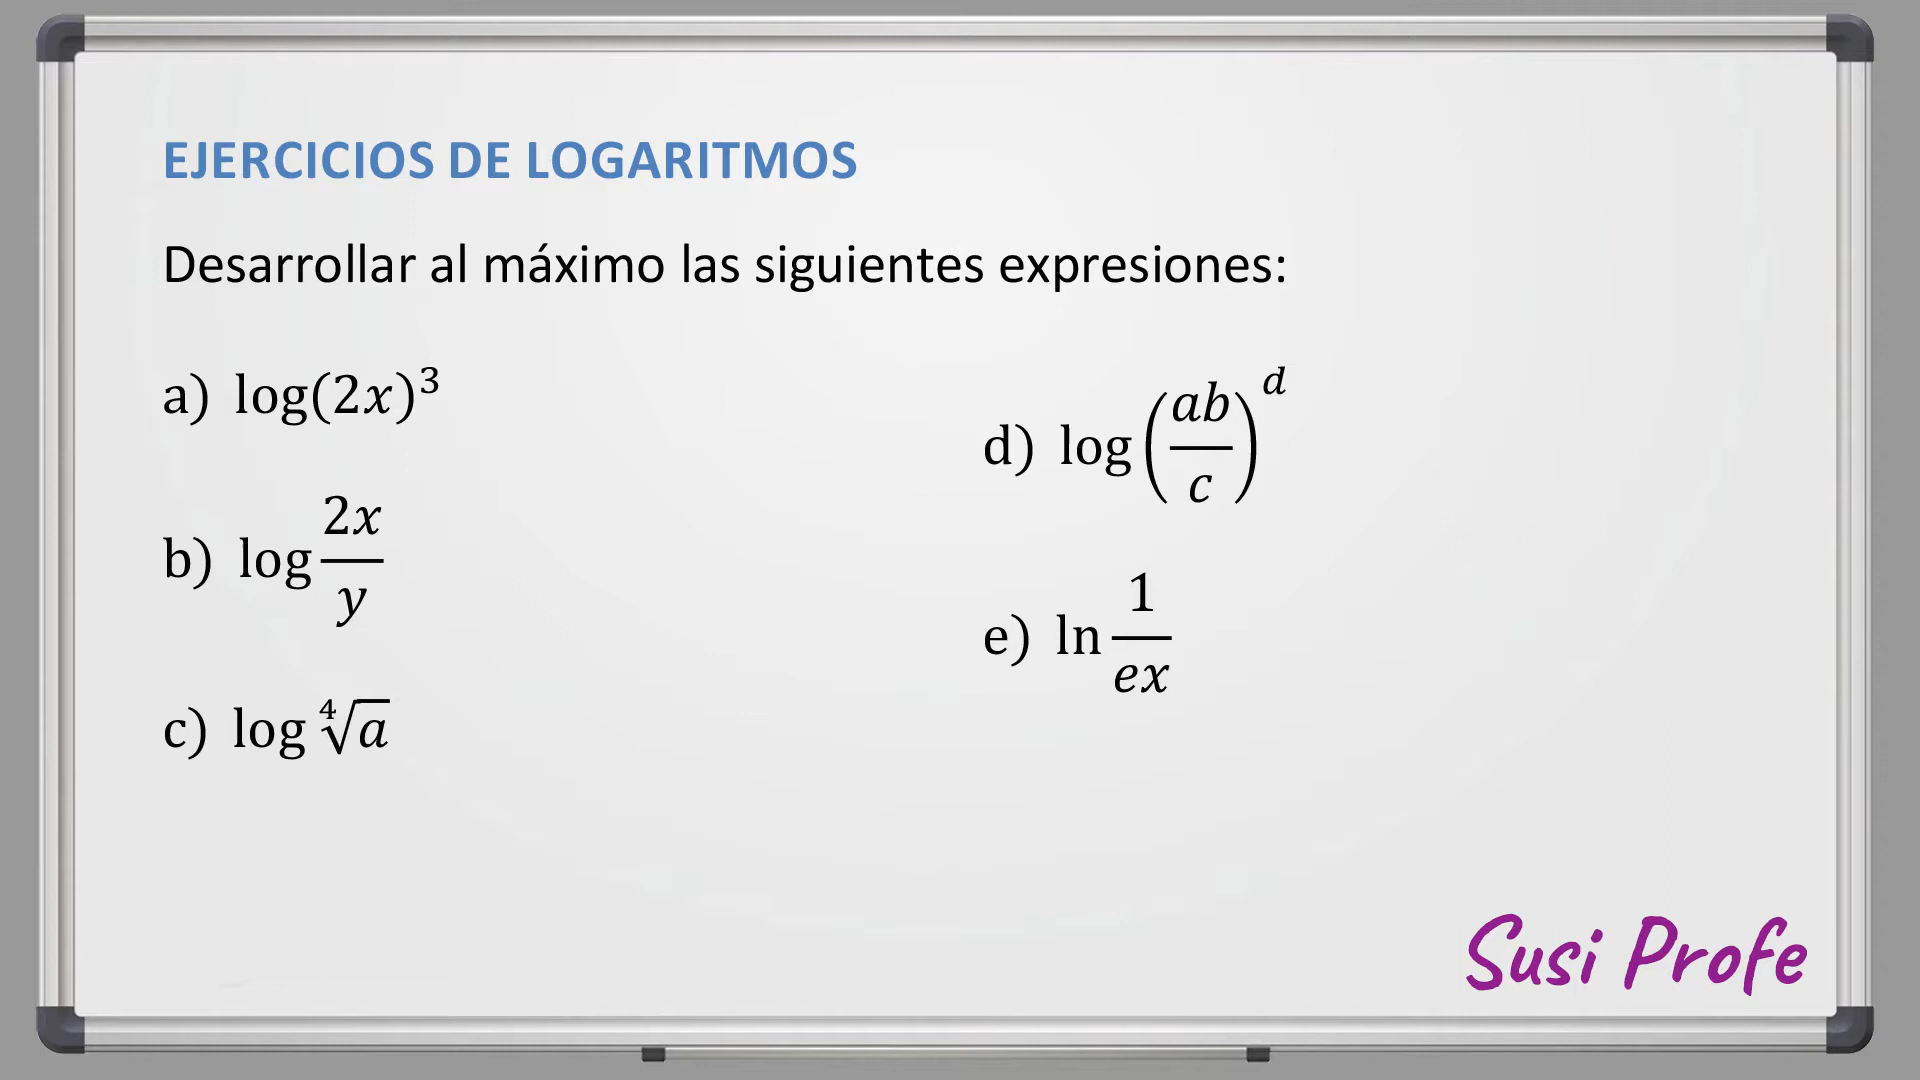 EJERCICIOS DE LOGARITMOS
Desarrollar al máximo las siguientes expresiones:
a) log(2x)³
b) log 2x/y
c) log ∜a
d) log(ab/c)^d
e) ln 1/ex
Susi Profe